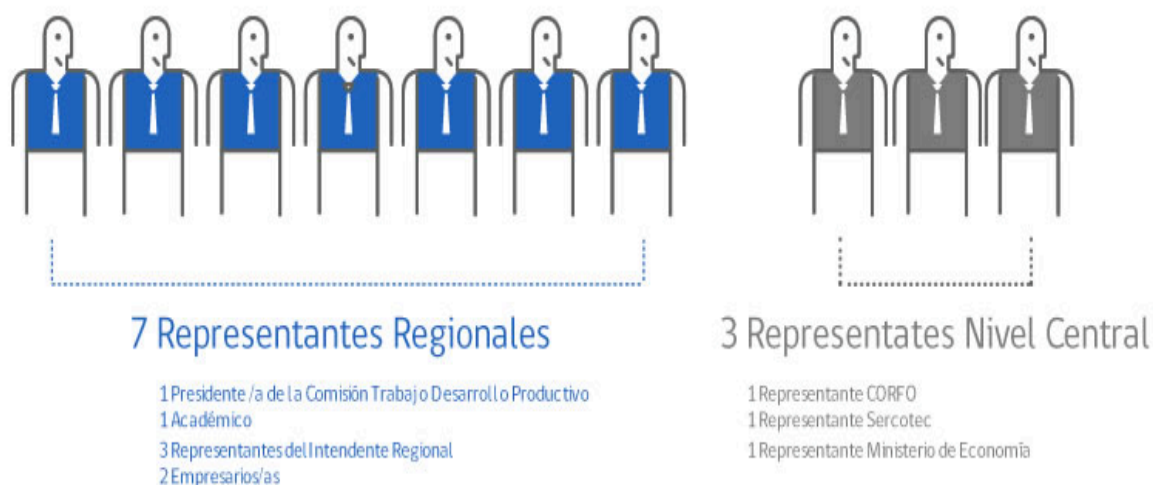 7 Representantes Regionales
1 Presidente /a de la Comisión Trabajo Desarrollo Productivo
1 Académico
3 Representantes del Intendente Regional
2 Empresarios/as
3 Representates Nivel Central
1 Representante CORFO
1 Representante Sercotec
1 Representante Ministerio de Economía